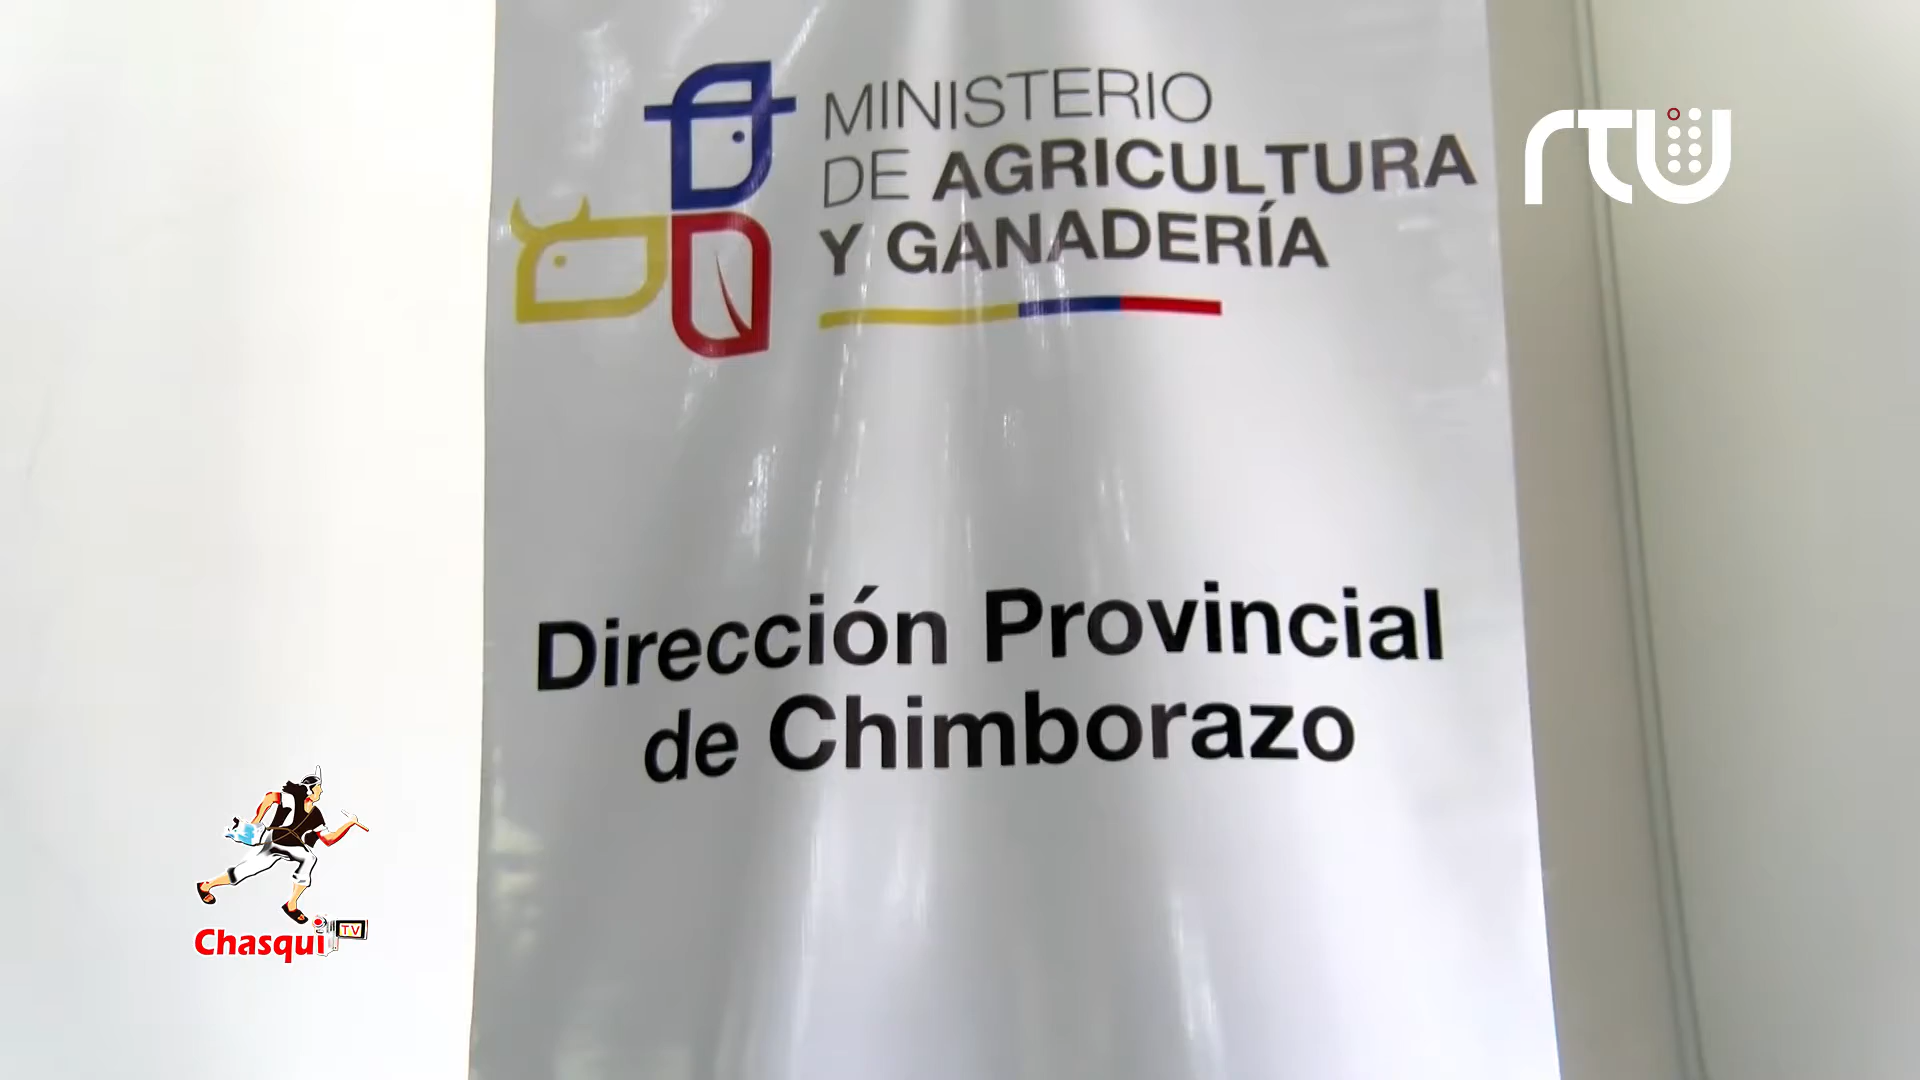 MINISTERIO
DE AGRICULTURA
Y GANADERÍA
rtu
Dirección Provincial
de Chimborazo
Chasqui TV